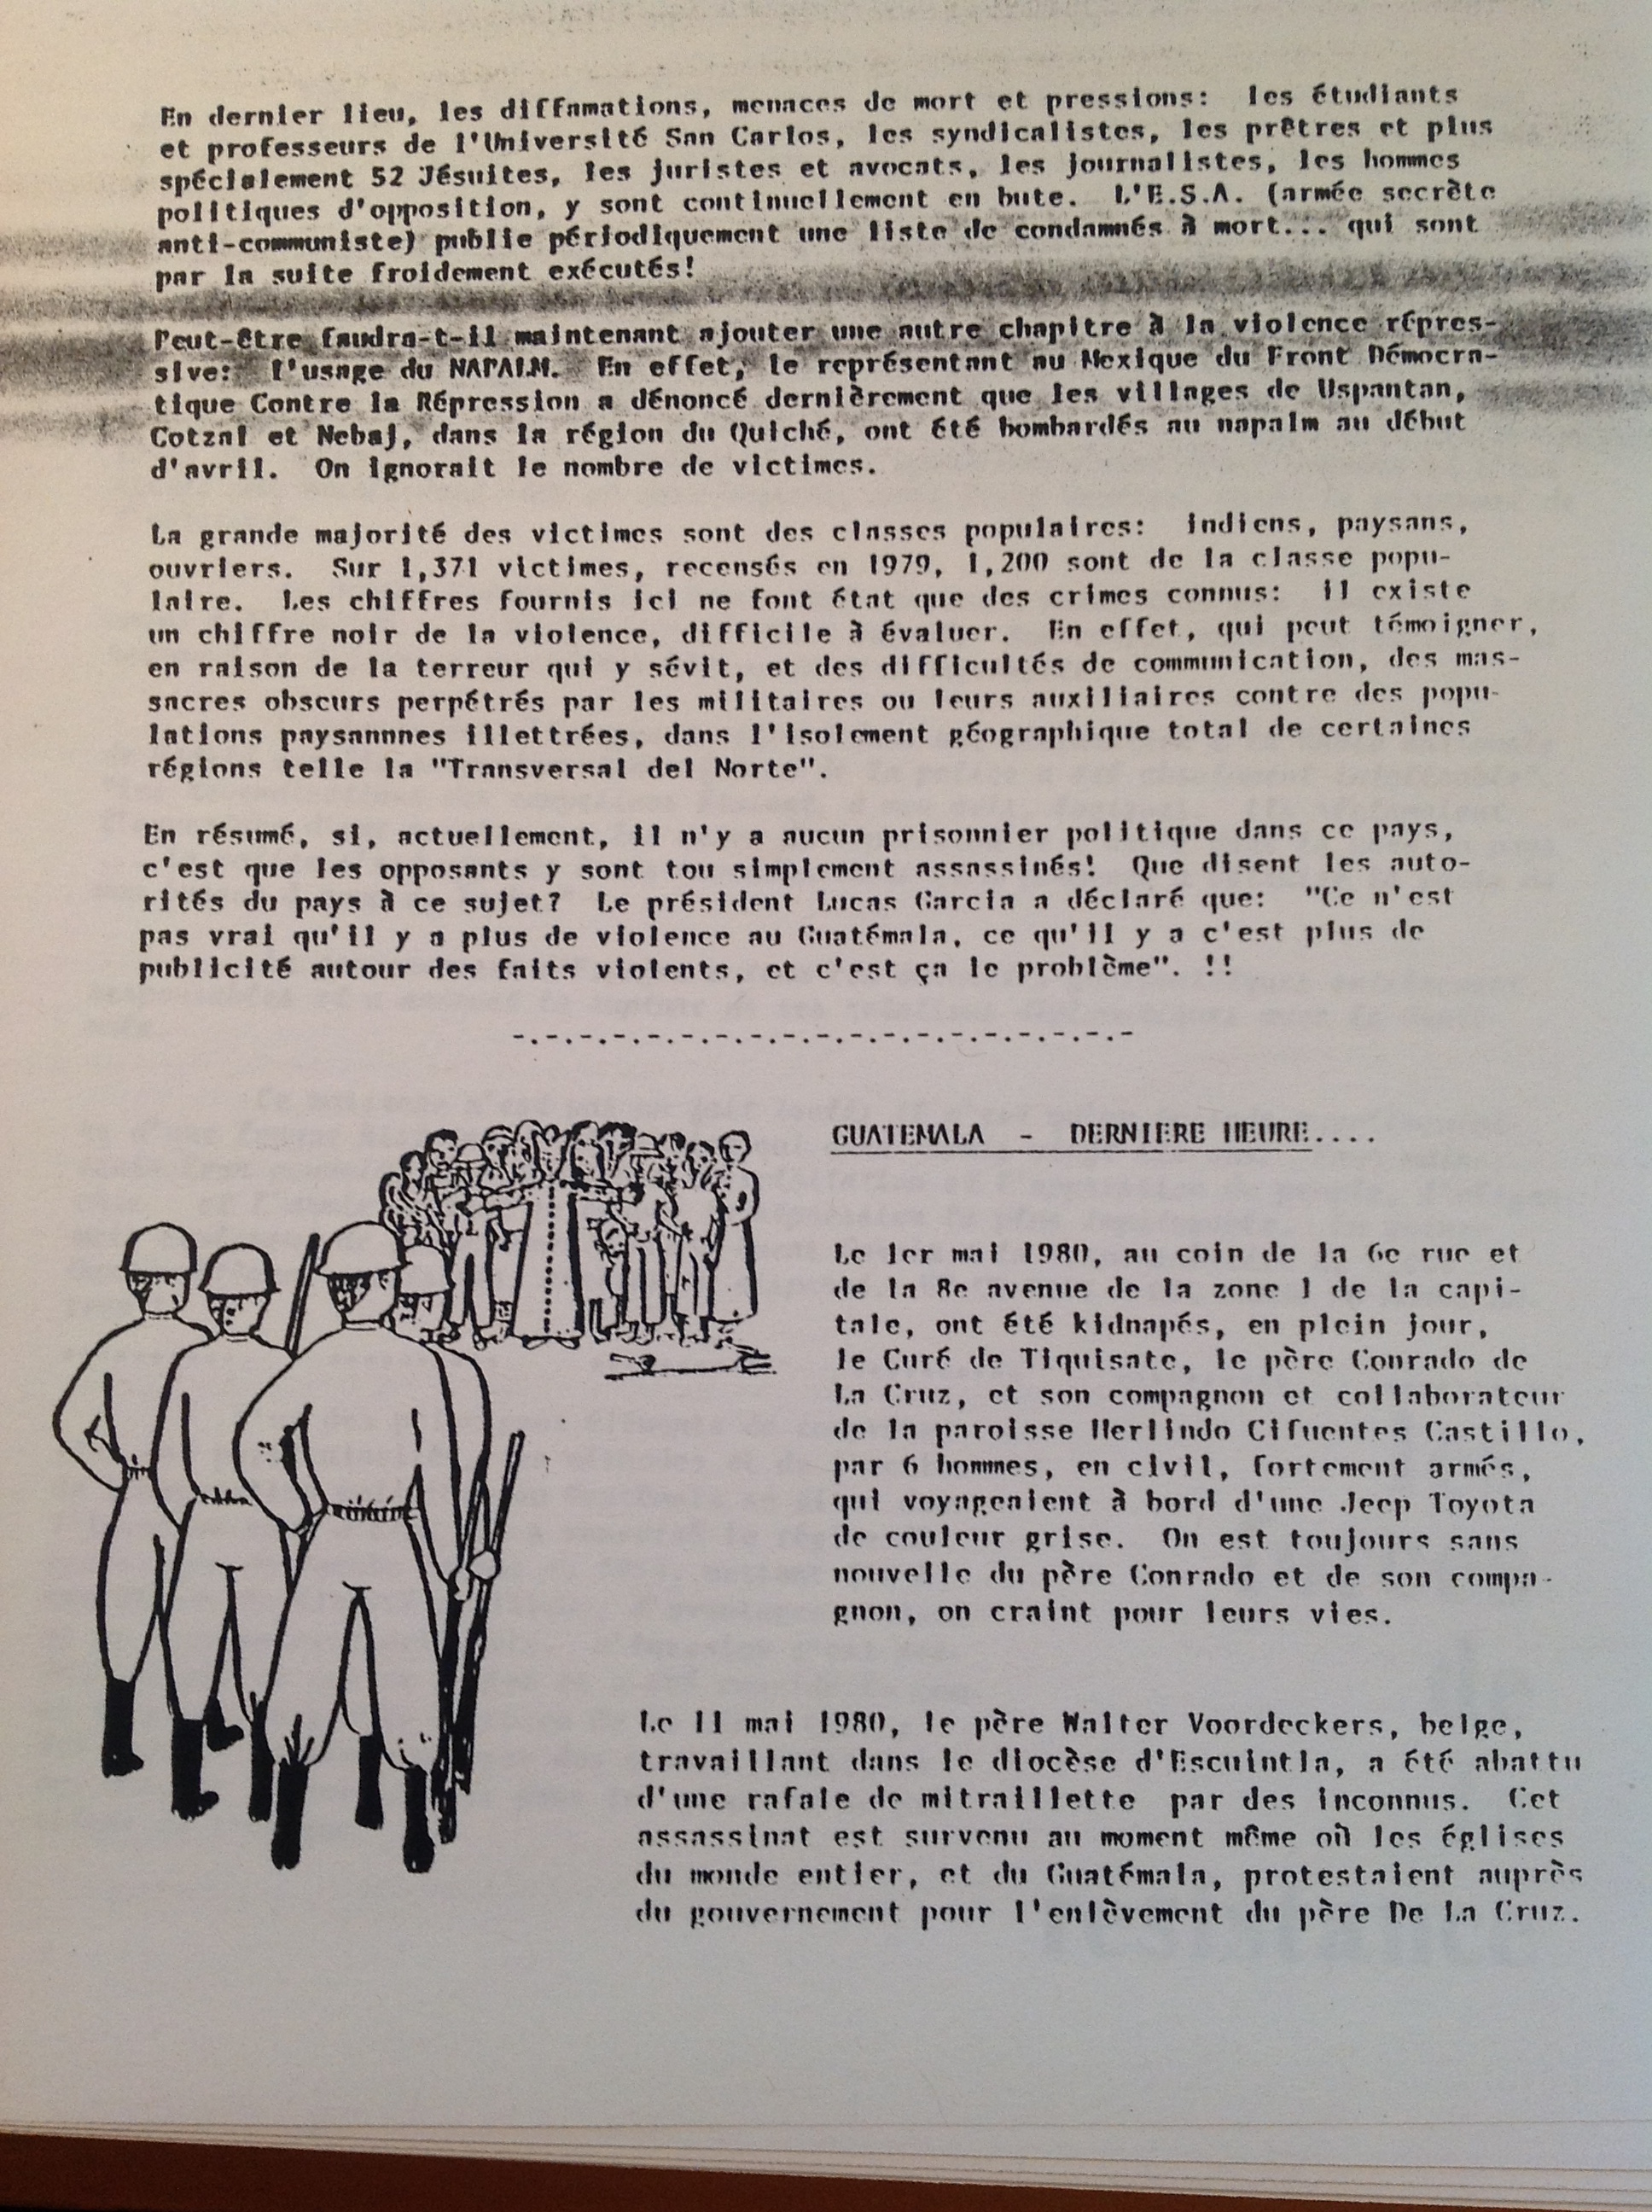 En dernier lieu, les diffamations, menaces de mort et pressions: les étudiants
et professeurs de l'Université San Carlos, les syndicalistes, les prêtres et plus
spécialement 52 Jésuites, les juristes et avocats, les journalistes, les hommes
politiques d'opposition, y sont continuellement en bute. L'E.S.A. (armée secrète
anti-communiste) publie périodiquement une liste de condamnés à mort... qui sont
par la suite froidement exécutés!
Peut-être faudra-t-il maintenant ajouter une autre chapitre à la violence répres-
sive: l'usage du NAPALM. En effet, le représentant au Mexique du Front Démocra-
tique Contre la Répression a dénoncé dernièrement que les villages de Uspantan,
Cotzal et Nebaj, dans la région du Quiché, ont été bombardés au napalm au début
d'avril. On ignorait le nombre de victimes.
La grande majorité des victimes sont des classes populaires: indiens, paysans,
ouvriers. Sur 1,371 victimes, recensés en 1979, 1,200 sont de la classe popu-
laire. Les chiffres fournis ici ne font état que des crimes connus: il existe
un chiffre noir de la violence, difficile à évaluer. En effet, qui peut témoigner,
en raison de la terreur qui y sévit, et des difficultés de communication, des mas-
sacres obscurs perpétrés par les militaires ou leurs auxiliaires contre des popu-
lations paysannnes illettrées, dans l'isolement géographique total de certaines
régions telle la "Transversal del Norte".
En résumé, si, actuellement, il n'y a aucun prisonnier politique dans ce pays,
c'est que les opposants y sont tou simplement assassinés! Que disent les auto-
rités du pays à ce sujet? Le président Lucas Garcia a déclaré que: "Ce n'est
pas vrai qu'il y a plus de violence au Guatémala, ce qu'il y a c'est plus de
publicité autour des faits violents, et c'est ça le problème". !!
-.-.-.-.-.-.-.-.-.-.-.-.-.-.-.-.-.-.-
GUATEMALA - DERNIERE HEURE....
Le 1er mai 1980, au coin de la 6e rue et
de la 8e avenue de la zone 1 de la capi-
tale, ont été kidnapés, en plein jour,
le Curé de Tiquisate, le père Conrado de
La Cruz, et son compagnon et collaborateur
de la paroisse Herlindo Cifuentes Castillo,
par 6 hommes, en civil, fortement armés,
qui voyageaient à bord d'une Jeep Toyota
de couleur grise. On est toujours sans
nouvelle du père Conrado et de son compa-
gnon, on craint pour leurs vies.
Le 11 mai 1980, le père Walter Voordeckers, belge,
travaillant dans le diocèse d'Escuintla, a été abattu
d'une rafale de mitraillette par des inconnus. Cet
assassinat est survenu au moment même où les églises
du monde entier, et du Guatémala, protestaient auprès
du gouvernement pour l'enlèvement du père De La Cruz.